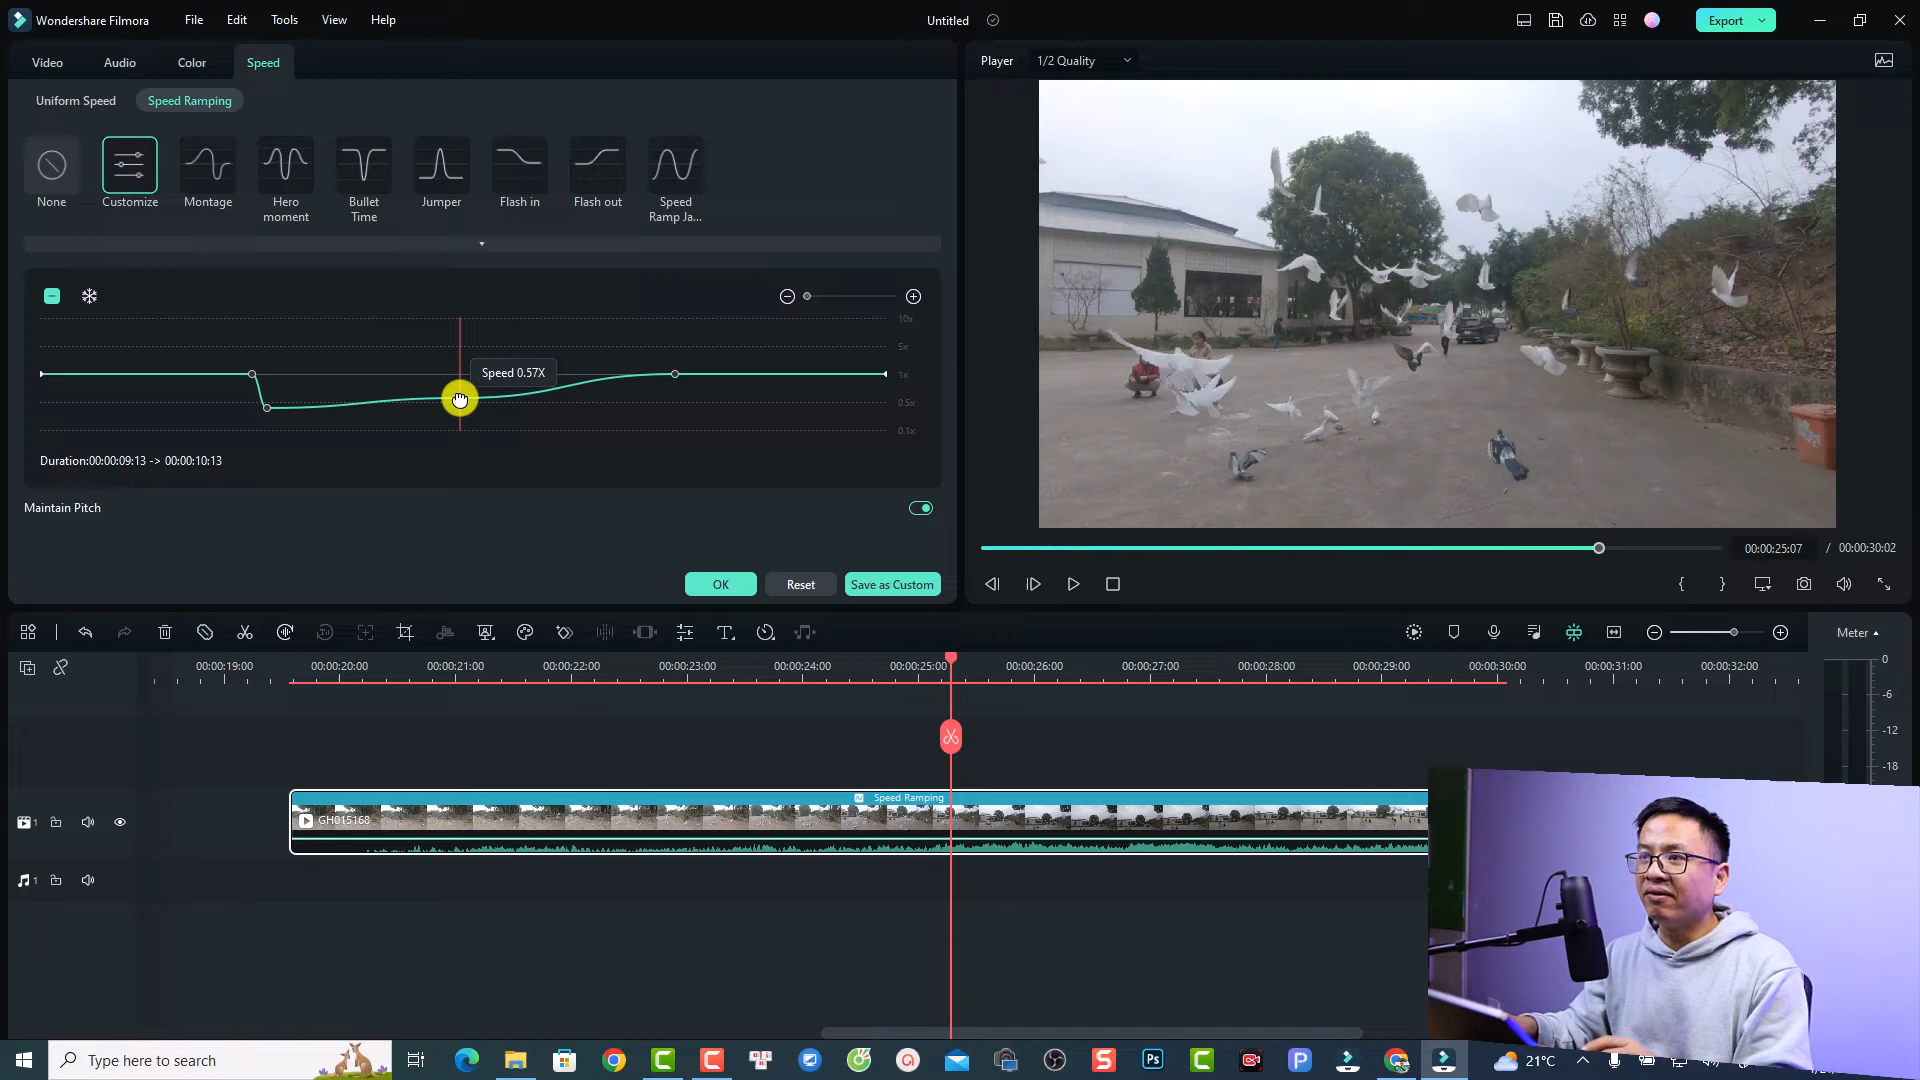 Wondershare Filmora
File Edit Tools View Help
Untitled
Export
Video Audio Color Speed
Player 1/2 Quality
Uniform Speed Speed Ramping
None Customize Montage Hero moment Bullet Time Jumper Flash in Flash out Speed Ramp Ja...
10x
5x
Speed 0.57X
1x
0.5x
0.1x
Duration:00:00:09:13 -> 00:00:10:13
Maintain Pitch
OK Reset Save as Custom
00:00:25:07 / 00:00:30:02
Meter
00:00:19:00 00:00:20:00 00:00:21:00 00:00:22:00 00:00:23:00 00:00:24:00 00:00:25:00 00:00:26:00 00:00:27:00 00:00:28:00 00:00:29:00 00:00:30:00 00:00:31:00 00:00:32:00
0
-6
-12
-18
Speed Ramping
GH015168
1
1
Type here to search
Ps
21°C